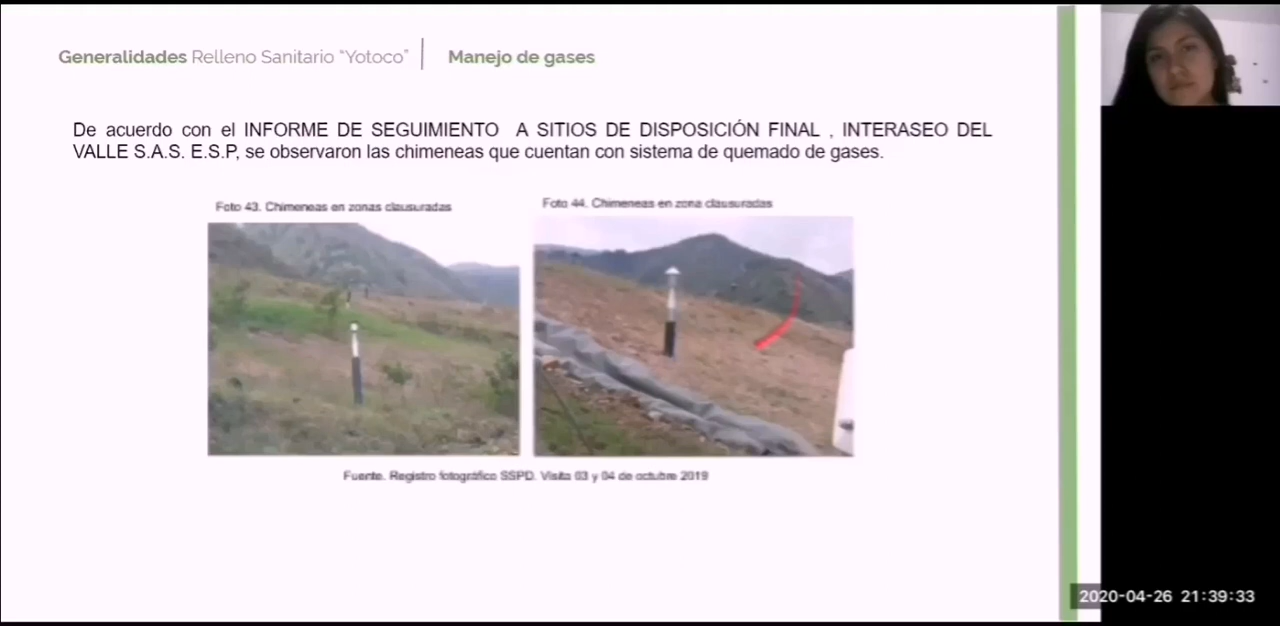 Generalidades Relleno Sanitario “Yotoco” | Manejo de gases
De acuerdo con el INFORME DE SEGUIMIENTO A SITIOS DE DISPOSICIÓN FINAL , INTERASEO DEL
VALLE S.A.S. E.S.P, se observaron las chimeneas que cuentan con sistema de quemado de gases.
Foto 43. Chimeneas en zonas clausuradas
Foto 44. Chimeneas en zona clausuradas
Fuente. Registro fotográfico SSPD. Visita 03 y 04 de octubre 2019
2020-04-26 21:39:33